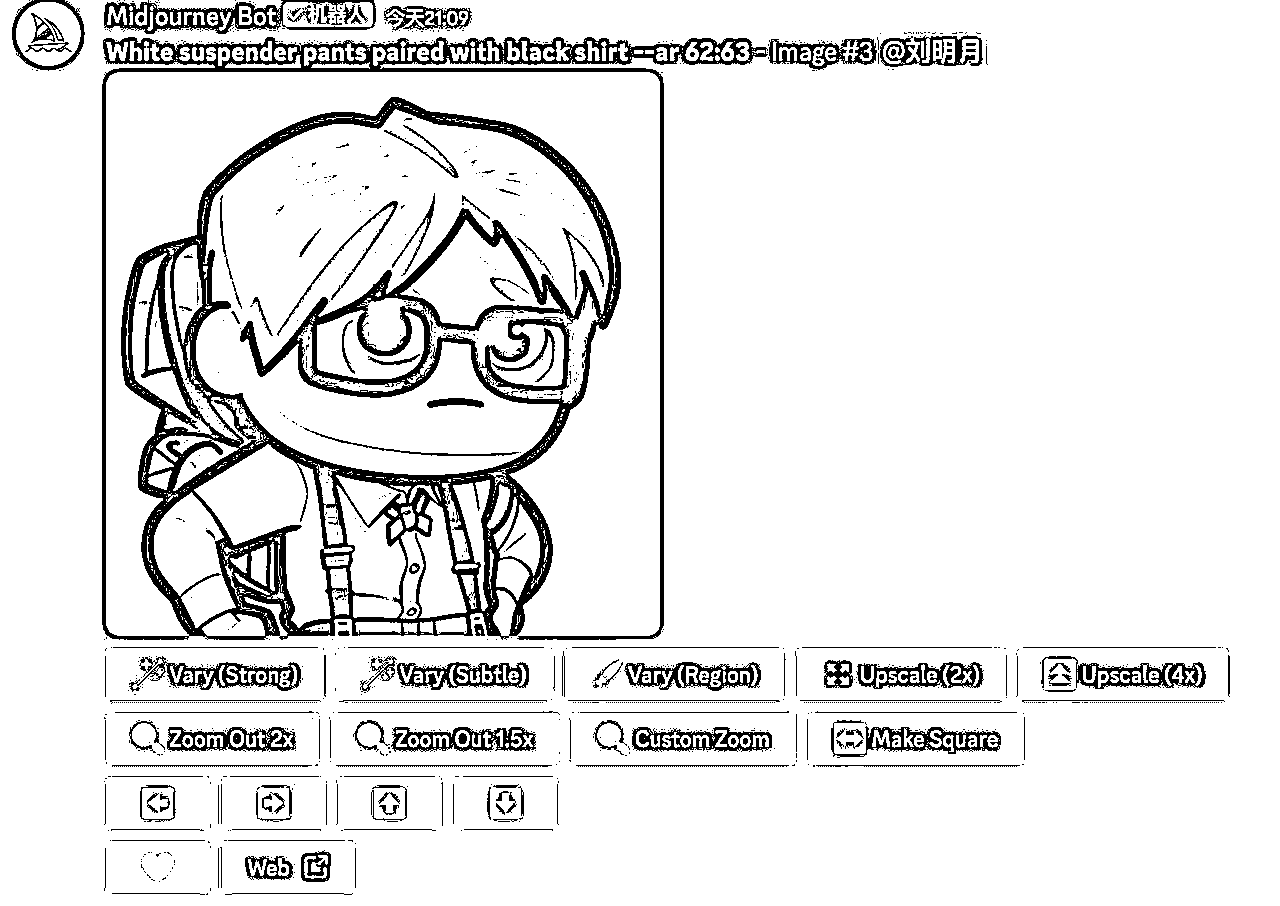 Midjourney Bot ✓机器人 今天21:09
White suspender pants paired with black shirt --ar 62:63 - Image #3 @刘明月
Vary (Strong) Vary (Subtle) Vary (Region) Upscale (2x) Upscale (4x)
Zoom Out 2x Zoom Out 1.5x Custom Zoom Make Square
Web